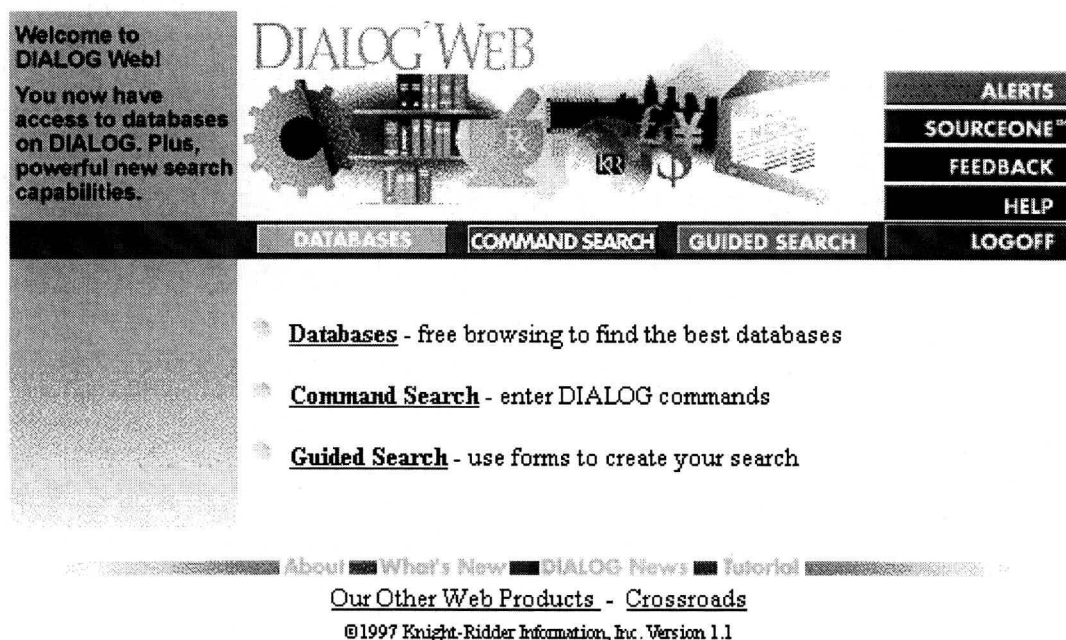 Welcome to
DIALOG Web!
You now have
access to databases
on DIALOG. Plus,
powerful new search
capabilities.
DIALOG WEB
Rx
£ ¥
KR
$
ALERTS
SOURCEONE℠
FEEDBACK
HELP
DATABASES COMMAND SEARCH GUIDED SEARCH LOGOFF
Databases - free browsing to find the best databases
Command Search - enter DIALOG commands
Guided Search - use forms to create your search
About What's New DIALOG News Tutorial
Our Other Web Products - Crossroads
©1997 Knight-Ridder Information, Inc. Version 1.1